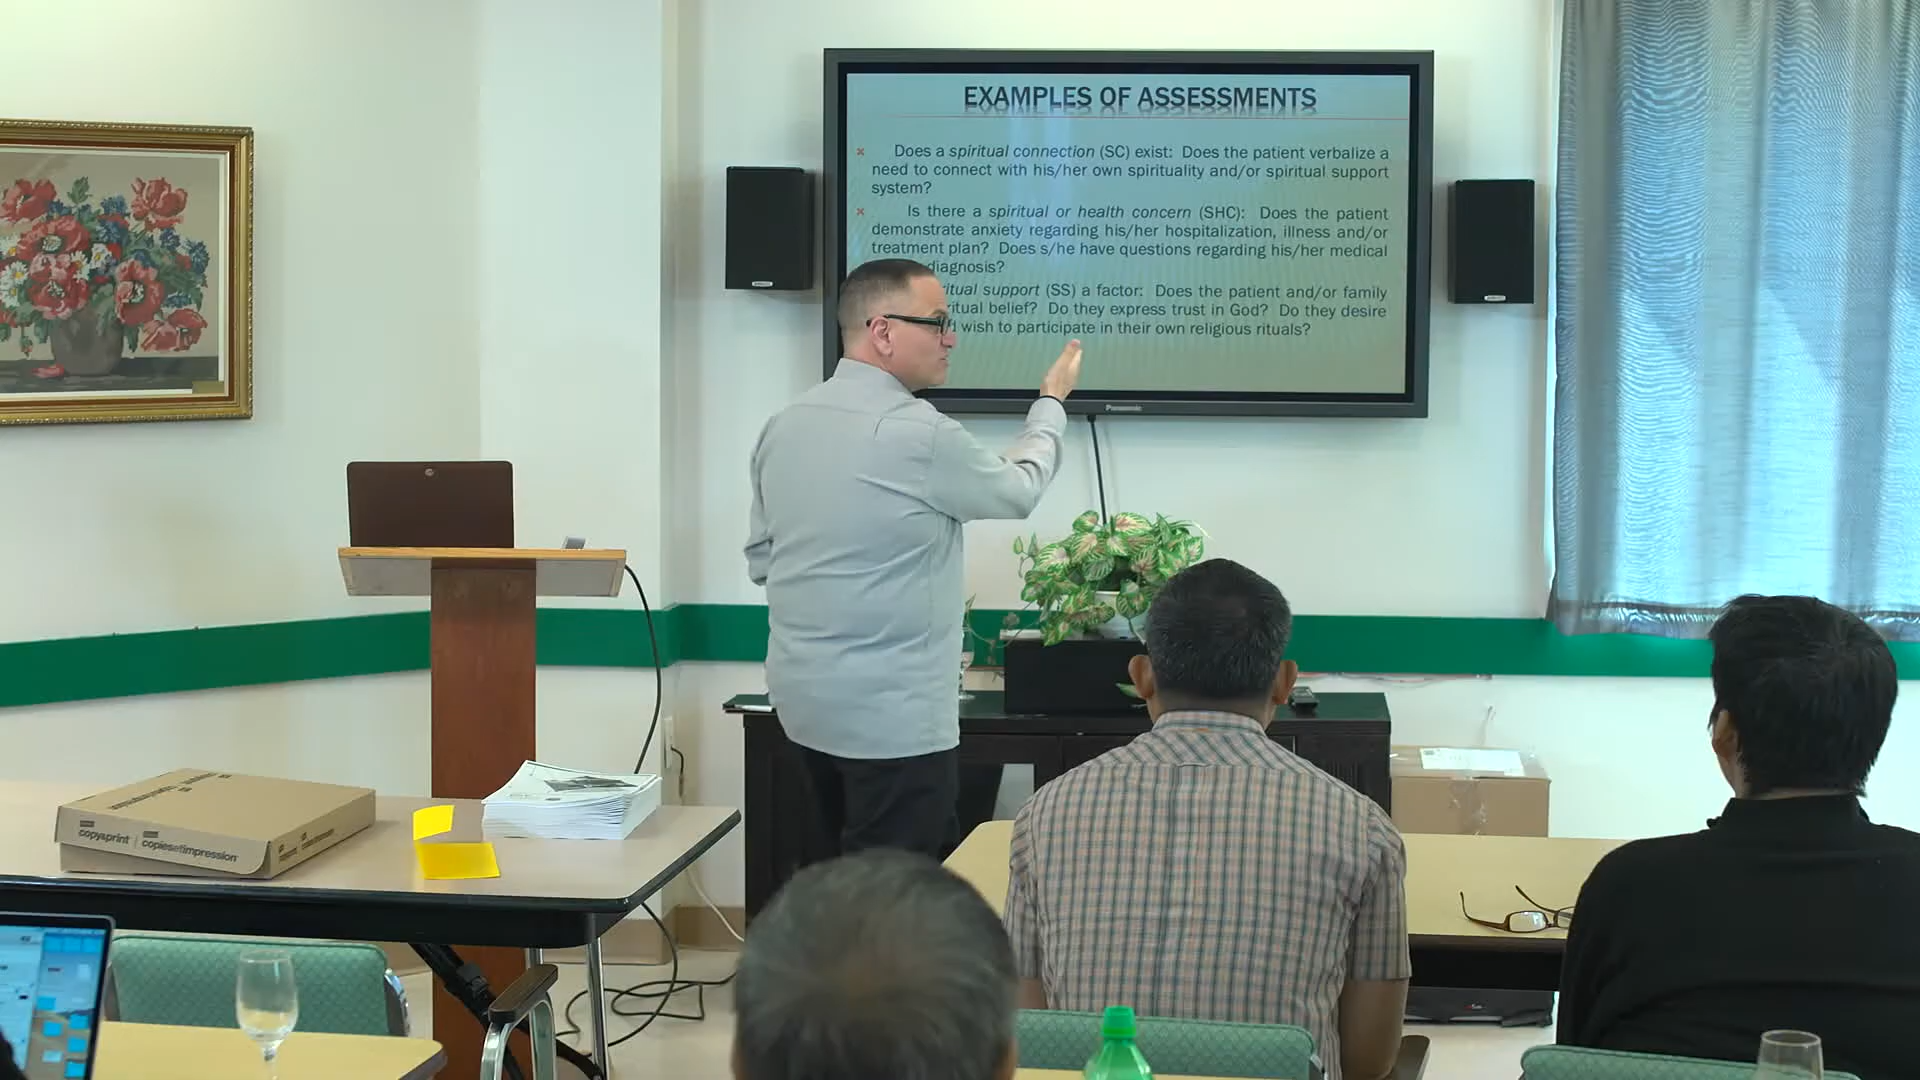 EXAMPLES OF ASSESSMENTS
Does a spiritual connection (SC) exist: Does the patient verbalize a
need to connect with his/her own spirituality and/or spiritual support
system?
Is there a spiritual or health concern (SHC): Does the patient
demonstrate anxiety regarding his/her hospitalization, illness and/or
treatment plan? Does s/he have questions regarding his/her medical
diagnosis?
support (SS) a factor: Does the patient and/or family
belief? Do they express trust in God? Do they desire
wish to participate in their own religious rituals?
Panasonic
copy&print | copiesetimpression